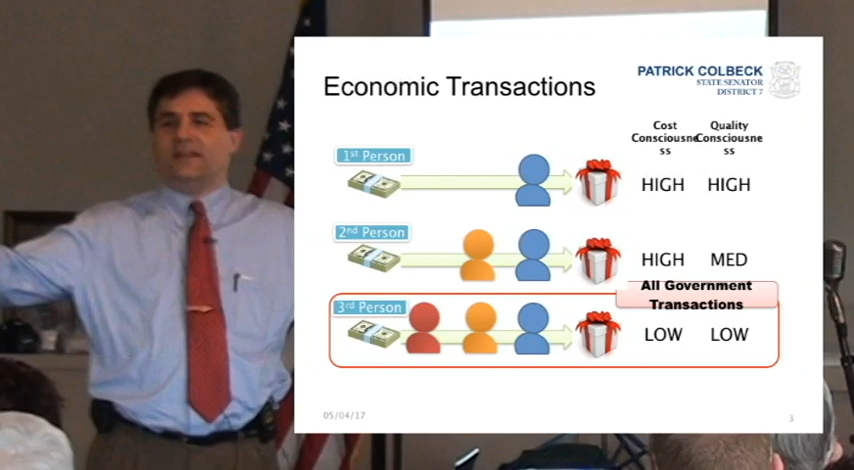 Economic Transactions
PATRICK COLBECK
STATE SENATOR
DISTRICT 7
Cost
Consciousne
ss
Quality
Consciousne
ss
1st Person
HIGH HIGH
2nd Person
HIGH MED
All Government
Transactions
3rd Person
LOW LOW
05/04/17
3